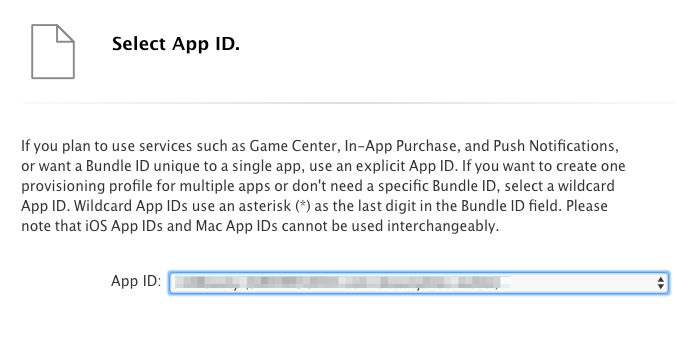 Select App ID.
If you plan to use services such as Game Center, In-App Purchase, and Push Notifications,
or want a Bundle ID unique to a single app, use an explicit App ID. If you want to create one
provisioning profile for multiple apps or don't need a specific Bundle ID, select a wildcard
App ID. Wildcard App IDs use an asterisk (*) as the last digit in the Bundle ID field. Please
note that iOS App IDs and Mac App IDs cannot be used interchangeably.
App ID: